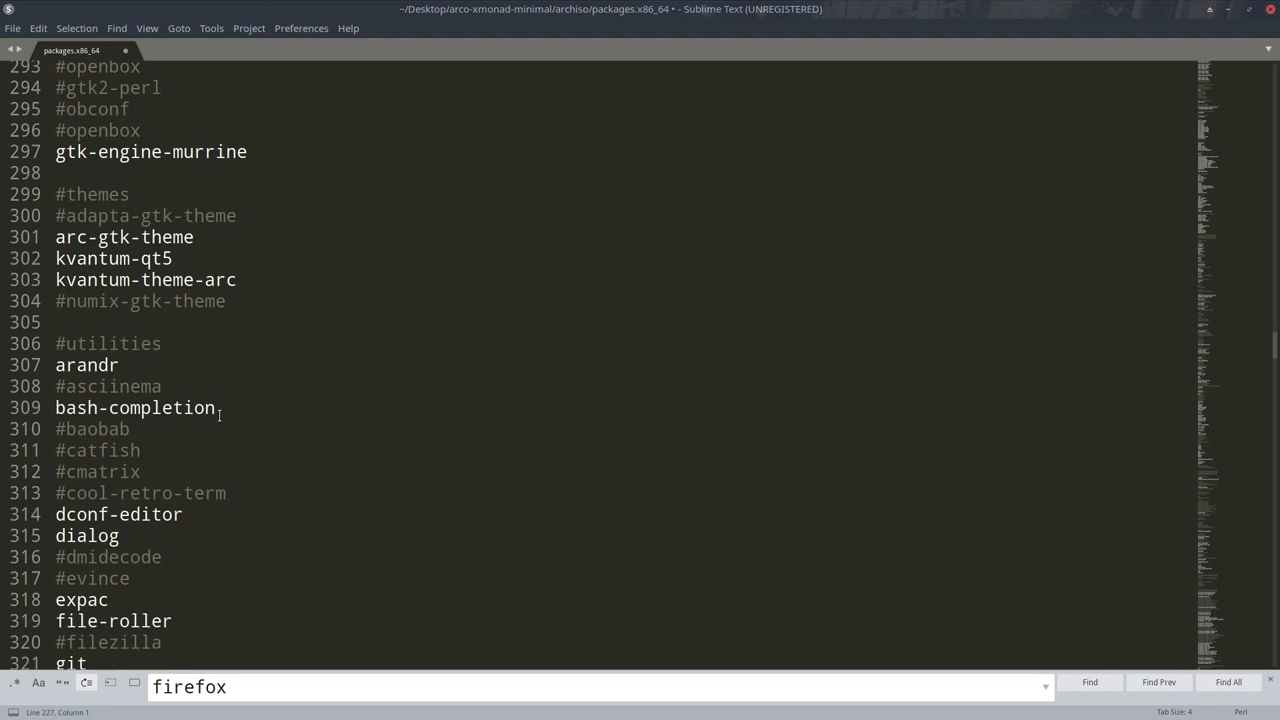 ~/Desktop/arco-xmonad-minimal/archiso/packages.x86_64 • - Sublime Text (UNREGISTERED)
File Edit Selection Find View Goto Tools Project Preferences Help
packages.x86_64
293 #openbox
294 #gtk2-perl
295 #obconf
296 #openbox
297 gtk-engine-murrine
298
299 #themes
300 #adapta-gtk-theme
301 arc-gtk-theme
302 kvantum-qt5
303 kvantum-theme-arc
304 #numix-gtk-theme
305
306 #utilities
307 arandr
308 #asciinema
309 bash-completion
310 #baobab
311 #catfish
312 #cmatrix
313 #cool-retro-term
314 dconf-editor
315 dialog
316 #dmidecode
317 #evince
318 expac
319 file-roller
320 #filezilla
321 git
.* Aa “” firefox Find Find Prev Find All
Line 227, Column 1 Tab Size: 4 Perl